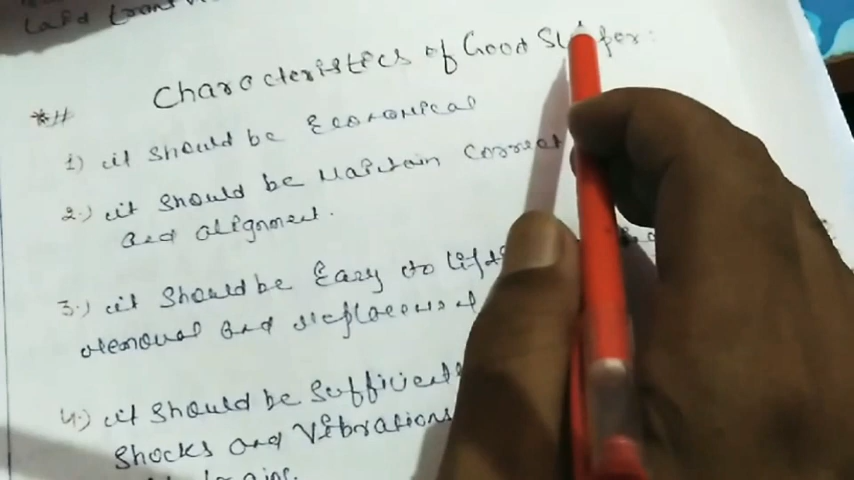 *# Characteristics of Good Sl fer:
1) it should be Economical
2.) it should be Maintain correct
and alignment.
3.) it should be Easy to lift
removal and replacement
4.) it should be sufficient
Shocks and Vibrations